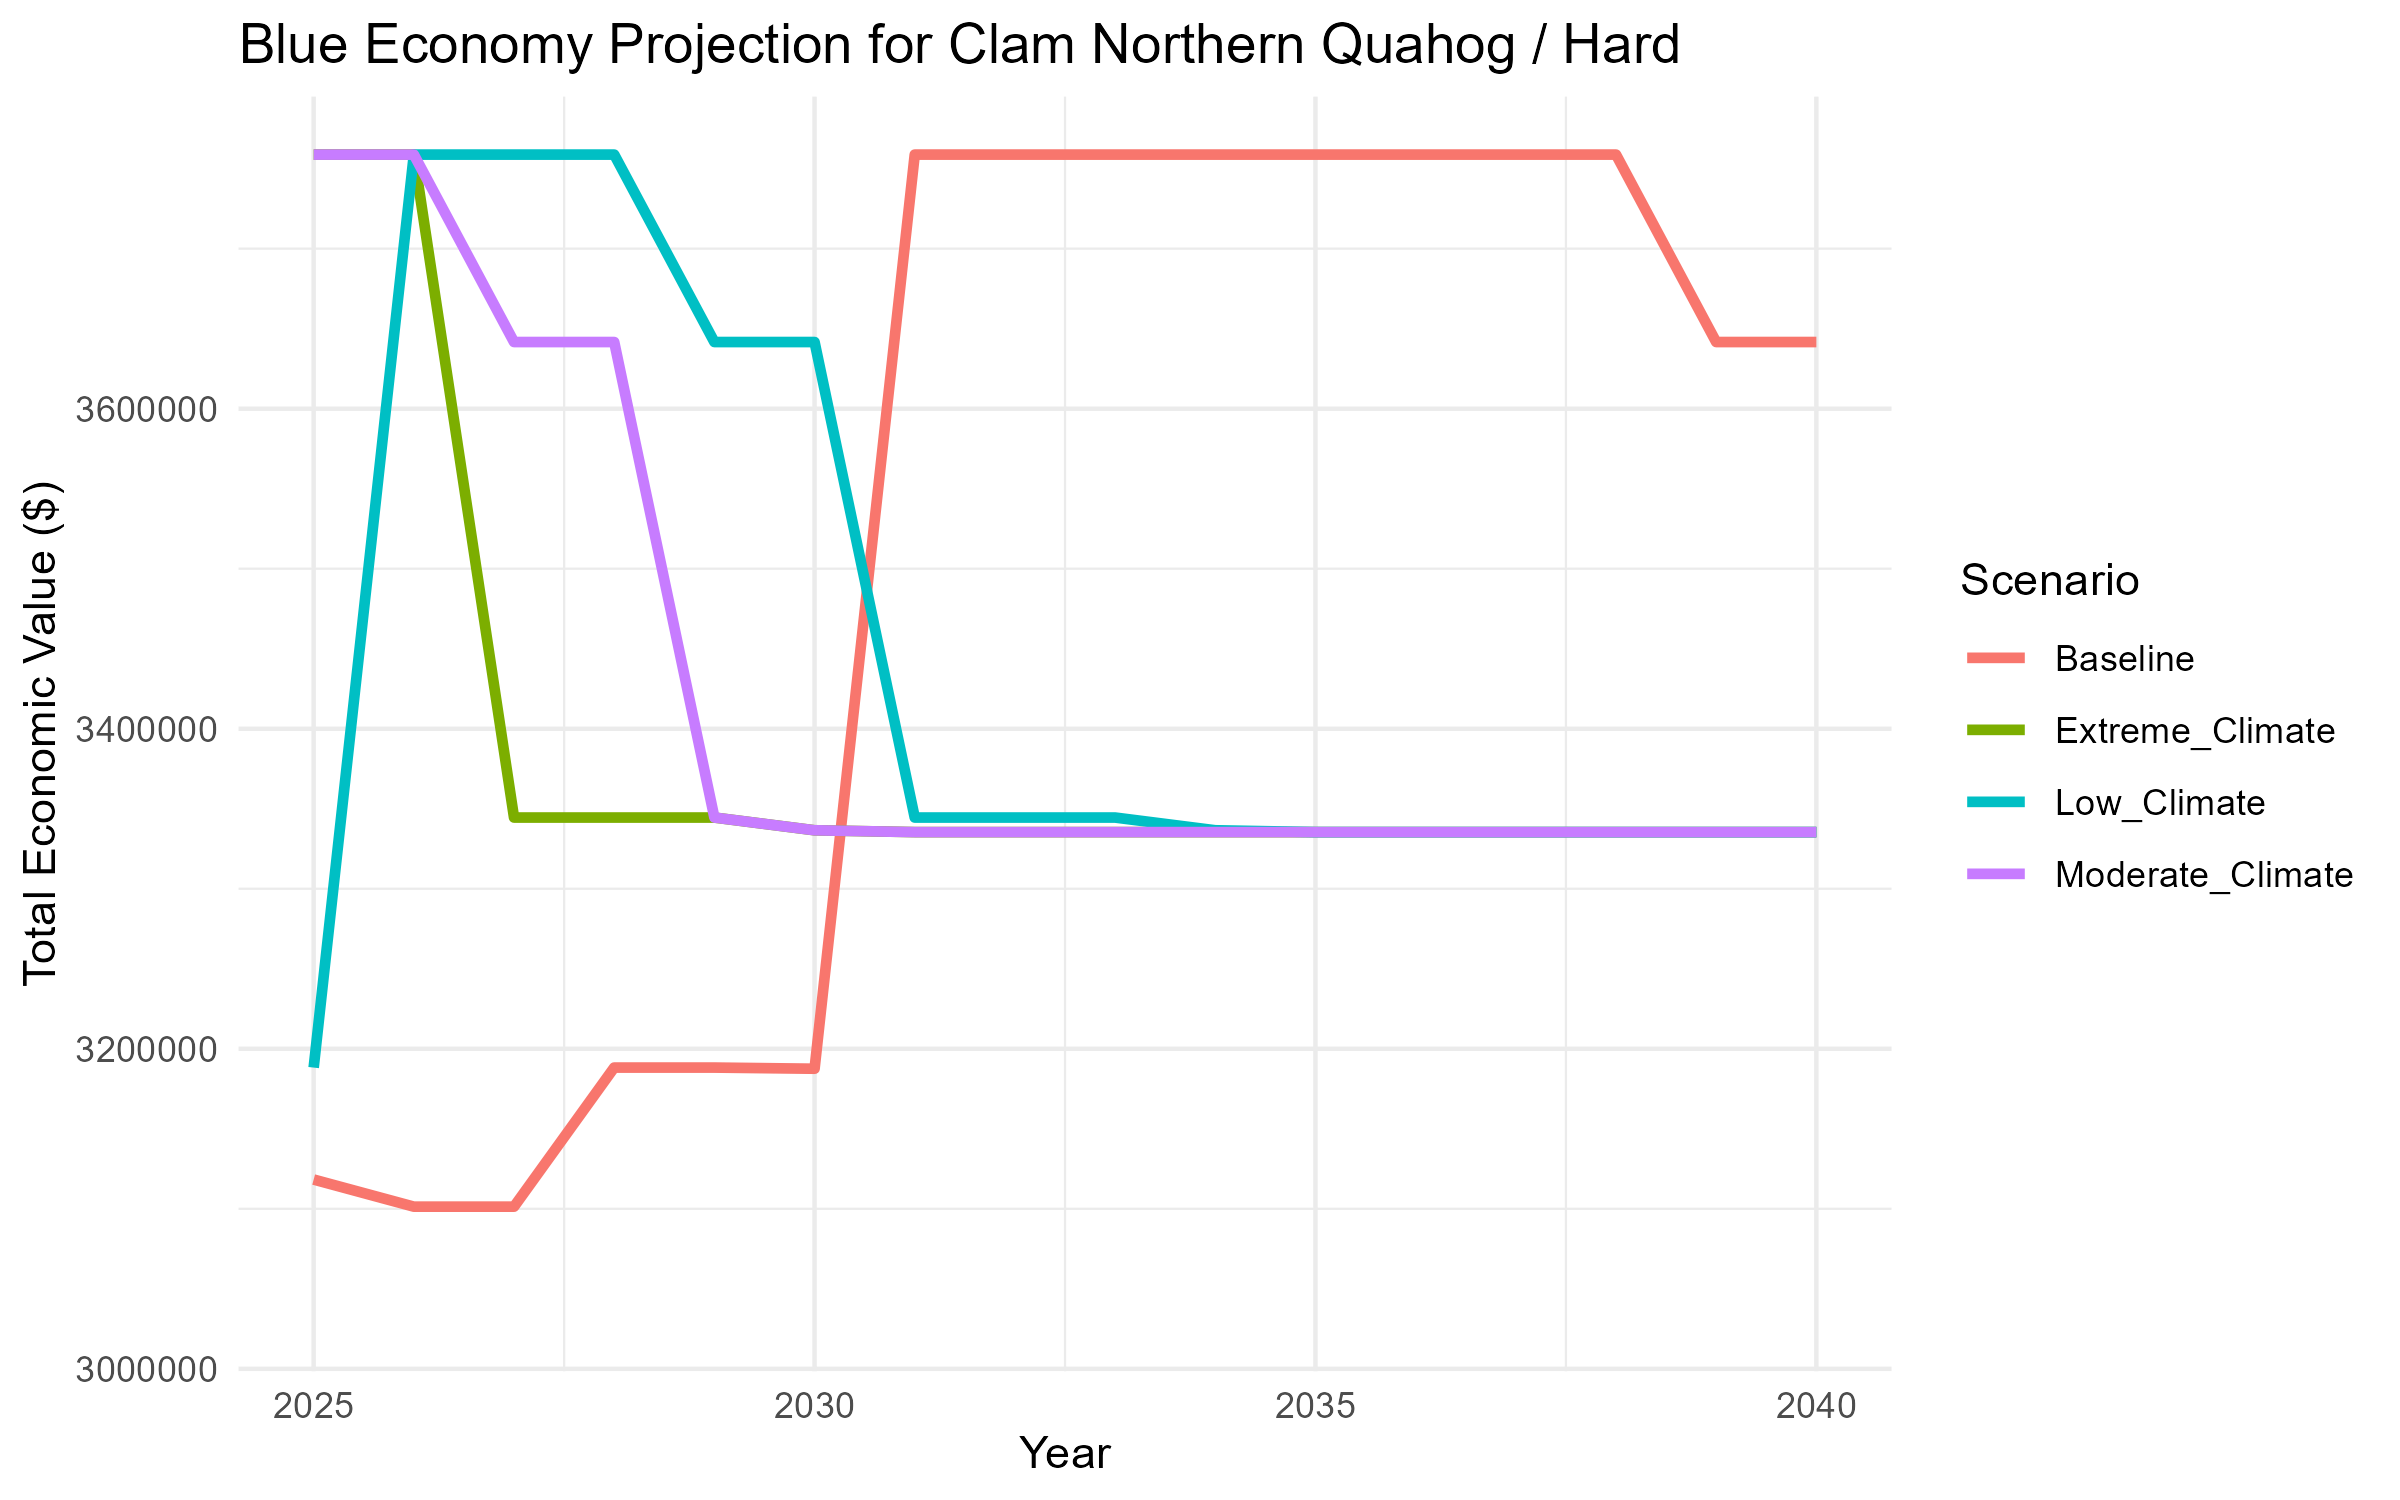 Blue Economy Projection for Clam Northern Quahog / Hard
Total Economic Value ($)
3600000
3400000
3200000
3000000
2025
2030
2035
2040
Year
Scenario
Baseline
Extreme_Climate
Low_Climate
Moderate_Climate